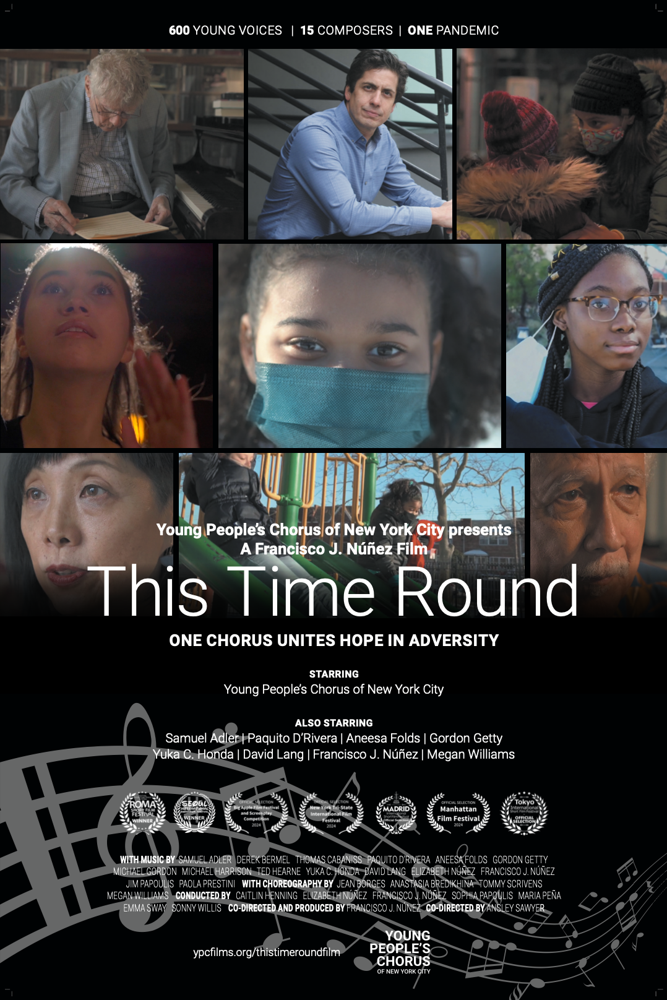 600 YOUNG VOICES | 15 COMPOSERS | ONE PANDEMIC
Young People's Chorus of New York City presents
A Francisco J. Núñez Film
This Time Round
ONE CHORUS UNITES HOPE IN ADVERSITY
STARRING
Young People's Chorus of New York City
ALSO STARRING
Samuel Adler | Paquito D'Rivera | Aneesa Folds | Gordon Getty
Yuka C. Honda | David Lang | Francisco J. Núñez | Megan Williams
ROMA
SHORT FILM
FESTIVAL
WINNER
SEOUL
INTERNATIONAL
WINNER
OFFICIAL SELECTION
Big Apple Film Festival
and Screenplay
Competition
2024
OFFICIAL SELECTION
New York Tri-State
International Film
Festival
2024
MADRID
International
Short Film Festival
Official Selection
OFFICIAL SELECTION
Manhattan
Film Festival
2024
Tokyo
International
Short Film Festival
OFFICIAL
SELECTION
WITH MUSIC BY SAMUEL ADLER DEREK BERMEL THOMAS CABANISS PAQUITO D'RIVERA ANEESA FOLDS GORDON GETTY
MICHAEL GORDON MICHAEL HARRISON TED HEARNE YUKA C. HONDA DAVID LANG ELIZABETH NÚÑEZ FRANCISCO J. NÚÑEZ
JIM PAPOULIS PAOLA PRESTINI WITH CHOREOGRAPHY BY JEAN BORGES ANASTASIA BREDIKHINA TOMMY SCRIVENS
MEGAN WILLIAMS CONDUCTED BY CAITLIN HENNING ELIZABETH NÚÑEZ FRANCISCO J. NÚÑEZ SOPHIA PAPOULIS MARIA PEÑA
EMMA SWAY SONNY WILLIS CO-DIRECTED AND PRODUCED BY FRANCISCO J. NÚÑEZ CO-DIRECTED BY ANSLEY SAWYER
ypcfilms.org/thistimeroundfilm
YOUNG
PEOPLE'S
CHORUS
OF NEW YORK CITY